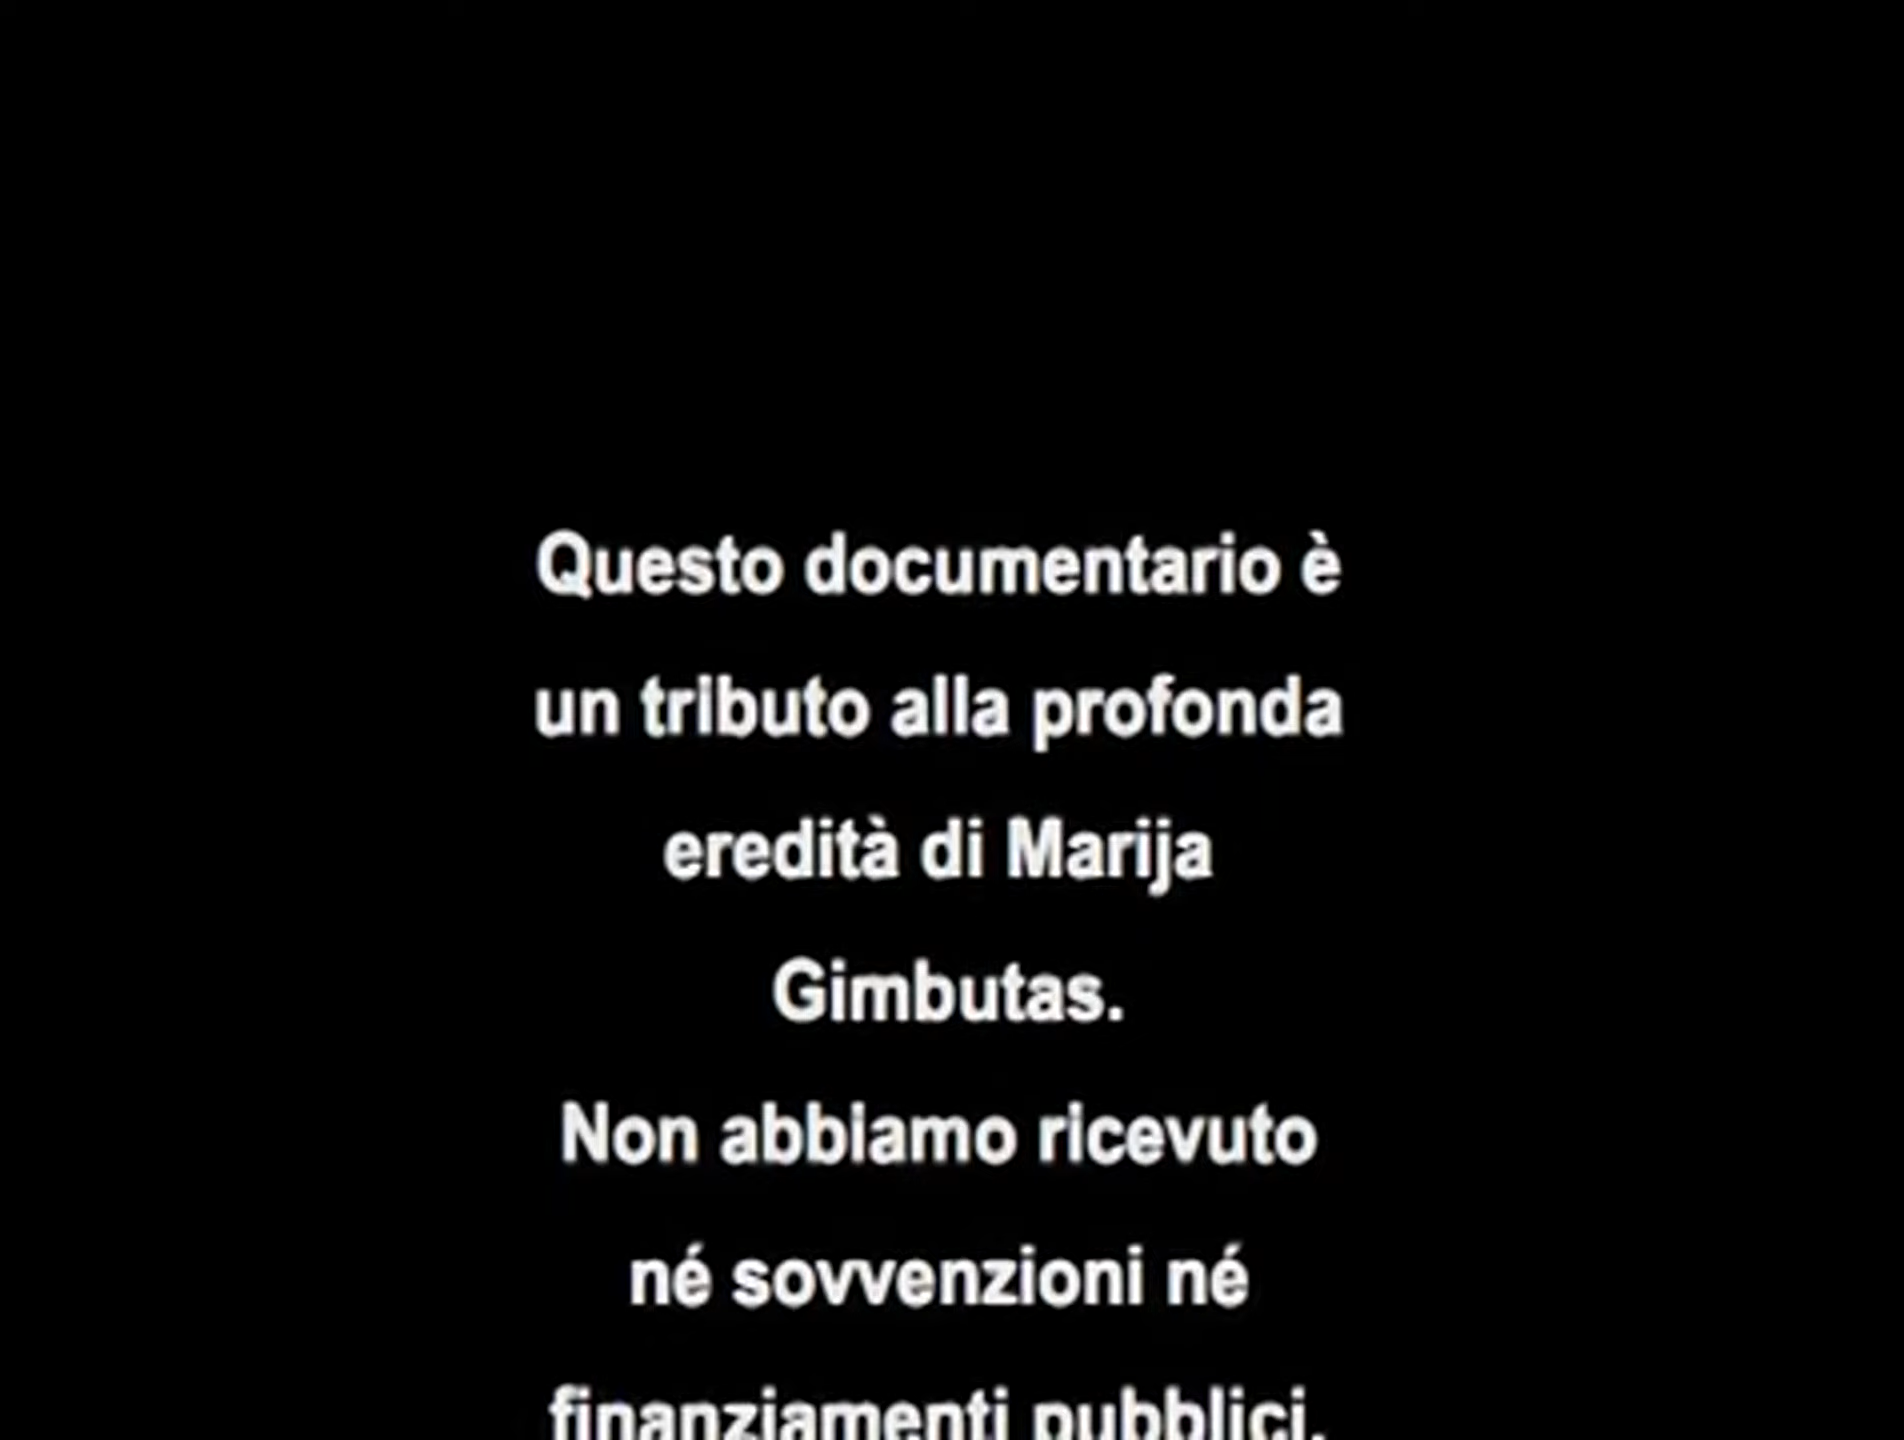 Questo documentario è
un tributo alla profonda
eredità di Marija
Gimbutas.
Non abbiamo ricevuto
né sovvenzioni né
finanziamenti pubblici.